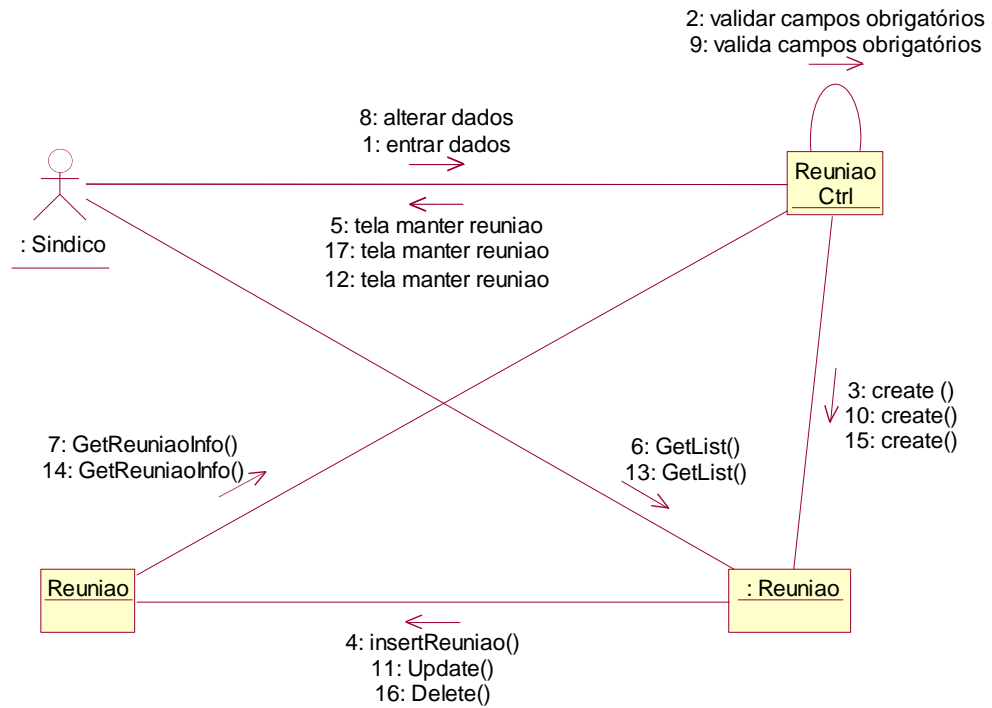 2: validar campos obrigatórios
9: valida campos obrigatórios
8: alterar dados
1: entrar dados
Reuniao
Ctrl
: Sindico
5: tela manter reuniao
17: tela manter reuniao
12: tela manter reuniao
3: create ()
10: create()
15: create()
7: GetReuniaoInfo()
14: GetReuniaoInfo()
6: GetList()
13: GetList()
Reuniao
: Reuniao
4: insertReuniao()
11: Update()
16: Delete()